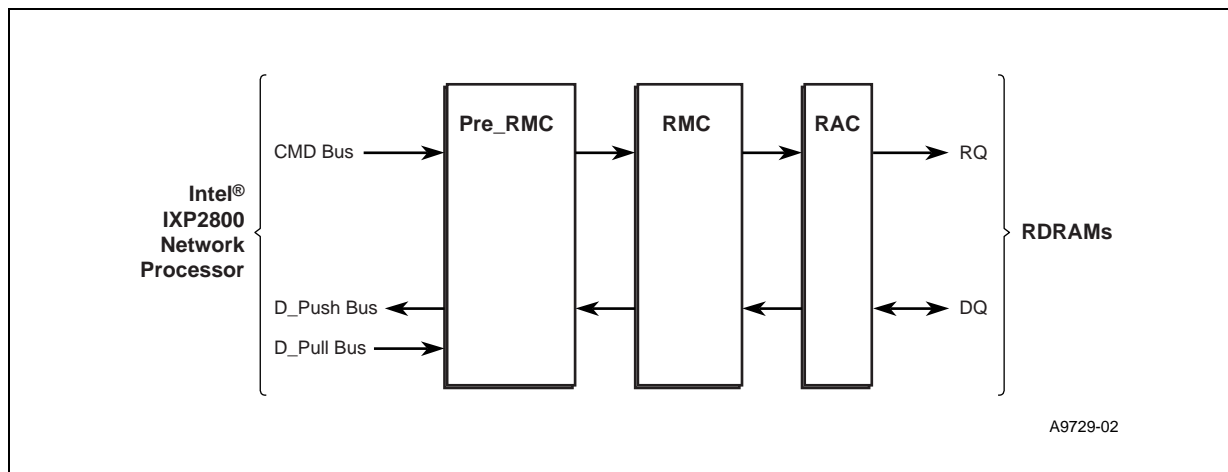 Pre_RMC
RMC
RAC
CMD Bus
RQ
Intel®
IXP2800
Network
Processor
RDRAMs
D_Push Bus
DQ
D_Pull Bus
A9729-02